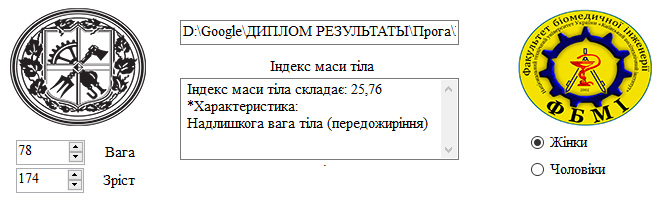 D:\Google\ДИПЛОМ РЕЗУЛЬТАТЫ\Прога\
Індекс маси тіла
Індекс маси тіла складає: 25,76
*Характеристика:
Надлишкога вага тіла (передожиріння)
78
Вага
174
Зріст
Факультет біомедичної інженерії
ФБМІ
Жінки
Чоловіки